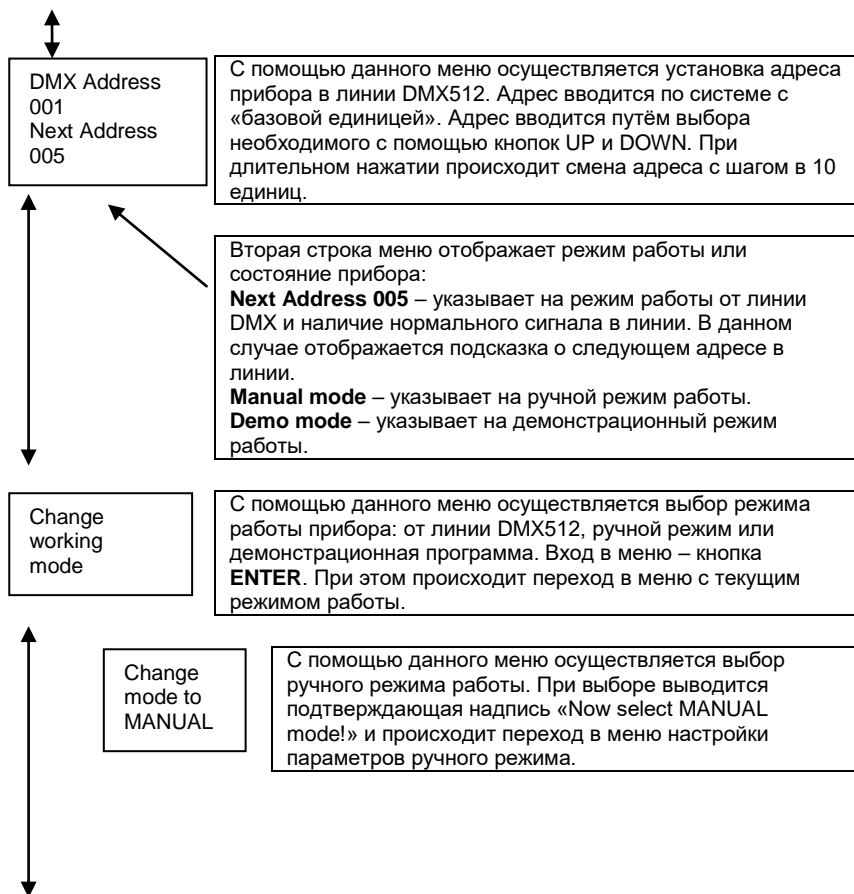 DMX Address
001
Next Address
005
С помощью данного меню осуществляется установка адреса
прибора в линии DMX512. Адрес вводится по системе с
«базовой единицей». Адрес вводится путём выбора
необходимого с помощью кнопок UP и DOWN. При
длительном нажатии происходит смена адреса с шагом в 10
единиц.
Вторая строка меню отображает режим работы или
состояние прибора:
Next Address 005 – указывает на режим работы от линии
DMX и наличие нормального сигнала в линии. В данном
случае отображается подсказка о следующем адресе в
линии.
Manual mode – указывает на ручной режим работы.
Demo mode – указывает на демонстрационный режим
работы.
Change
working
mode
С помощью данного меню осуществляется выбор режима
работы прибора: от линии DMX512, ручной режим или
демонстрационная программа. Вход в меню – кнопка
ENTER. При этом происходит переход в меню с текущим
режимом работы.
Change
mode to
MANUAL
С помощью данного меню осуществляется выбор
ручного режима работы. При выборе выводится
подтверждающая надпись «Now select MANUAL
mode!» и происходит переход в меню настройки
параметров ручного режима.